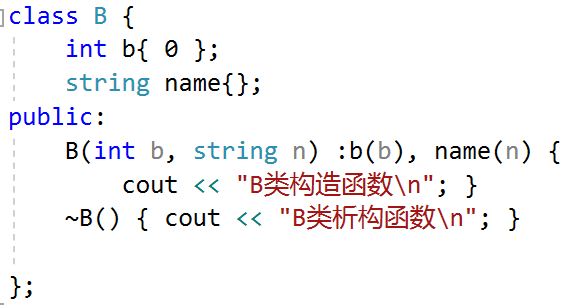 class B {
    int b{ 0 };
    string name{};
public:
    B(int b, string n) :b(b), name(n) {
        cout << "B类构造函数\n"; }
    ~B() { cout << "B类析构函数\n"; }
};